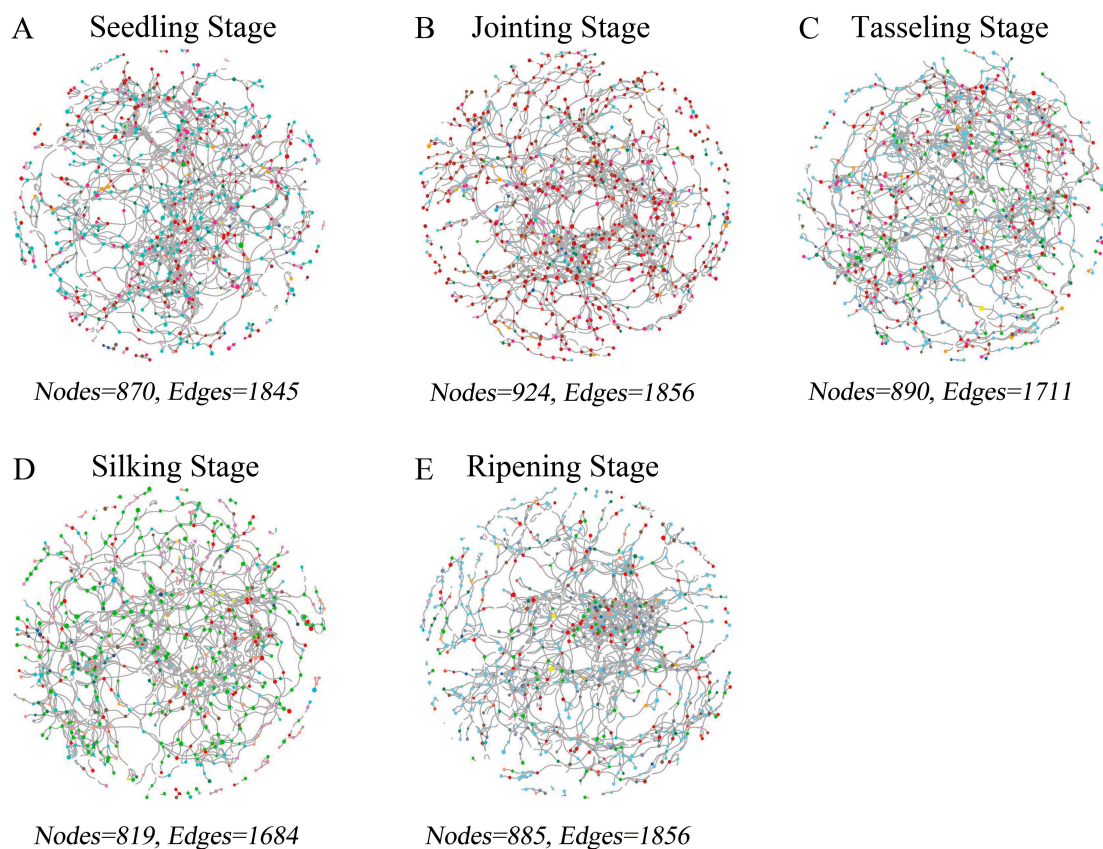 A Seedling Stage
B Jointing Stage
C Tasseling Stage
Nodes=870, Edges=1845
Nodes=924, Edges=1856
Nodes=890, Edges=1711
D Silking Stage
E Ripening Stage
Nodes=819, Edges=1684
Nodes=885, Edges=1856